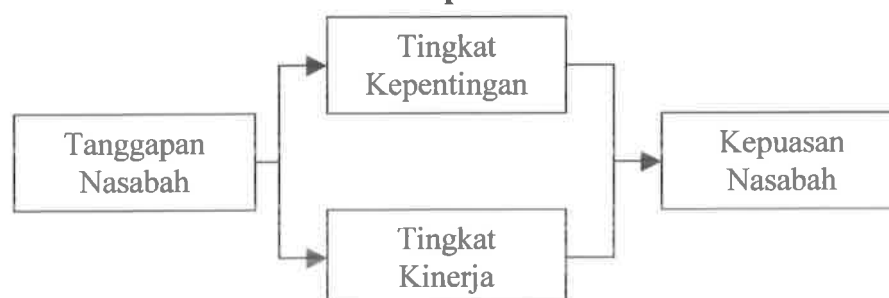 Tingkat
Kepentingan
Tanggapan
Nasabah
Kepuasan
Nasabah
Tingkat
Kinerja